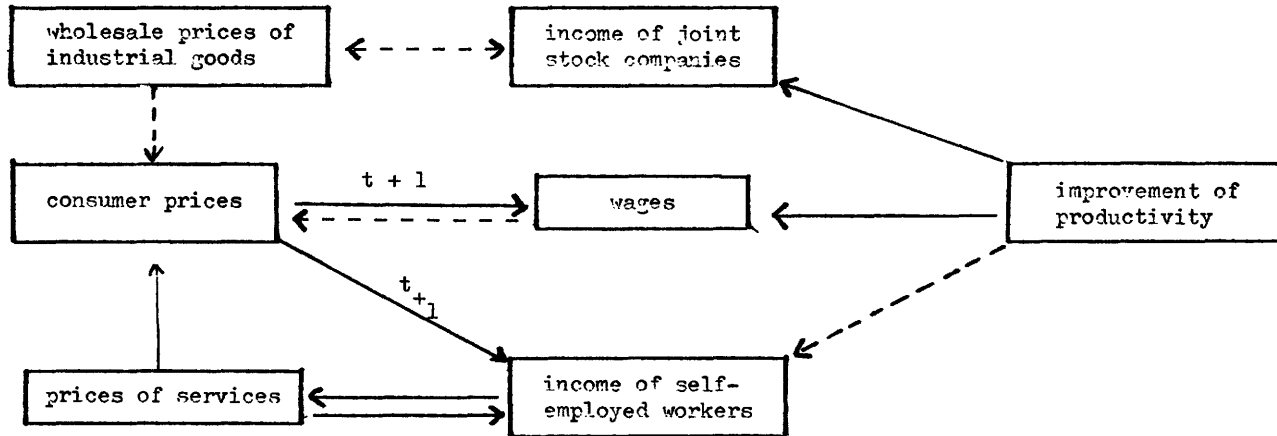 wholesale prices of
industrial goods
income of joint
stock companies
consumer prices
t + 1
wages
improvement of
productivity
t+1
prices of services
income of self-
employed workers